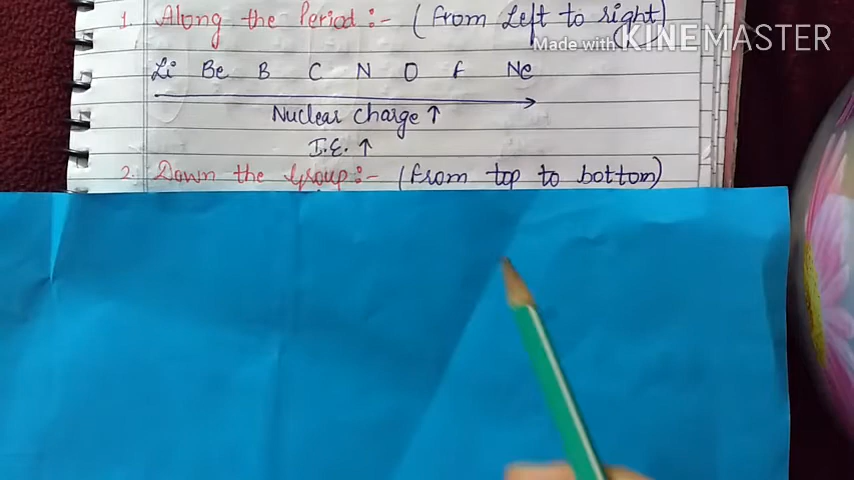 1. Along the Period :- (from Left to right)
Made with KINEMASTER
Li Be B C N O F Ne
Nuclear Charge ↑
I.E. ↑
2. Down the Group :- (from top to bottom)